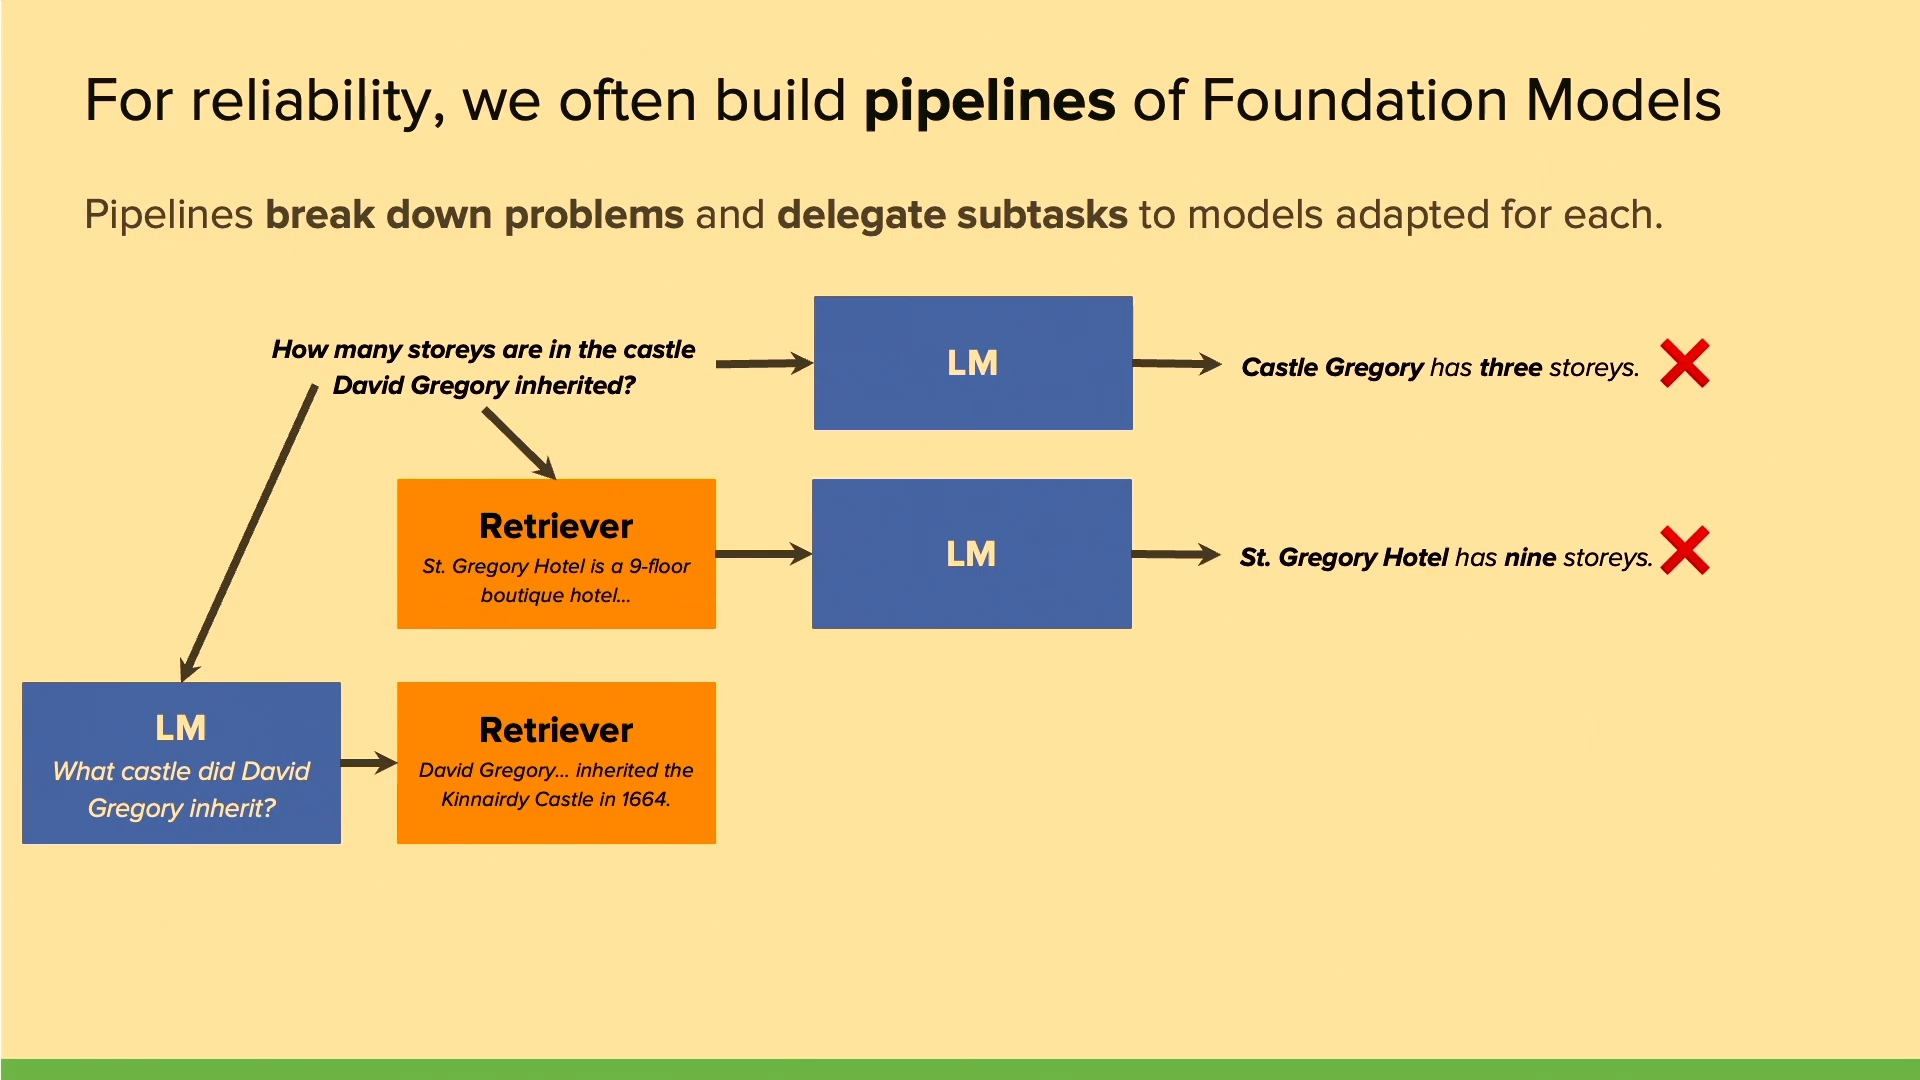 For reliability, we often build pipelines of Foundation Models
Pipelines break down problems and delegate subtasks to models adapted for each.
How many storeys are in the castle
David Gregory inherited?
LM
Castle Gregory has three storeys.
Retriever
St. Gregory Hotel is a 9-floor
boutique hotel...
LM
St. Gregory Hotel has nine storeys.
LM
What castle did David
Gregory inherit?
Retriever
David Gregory... inherited the
Kinnairdy Castle in 1664.